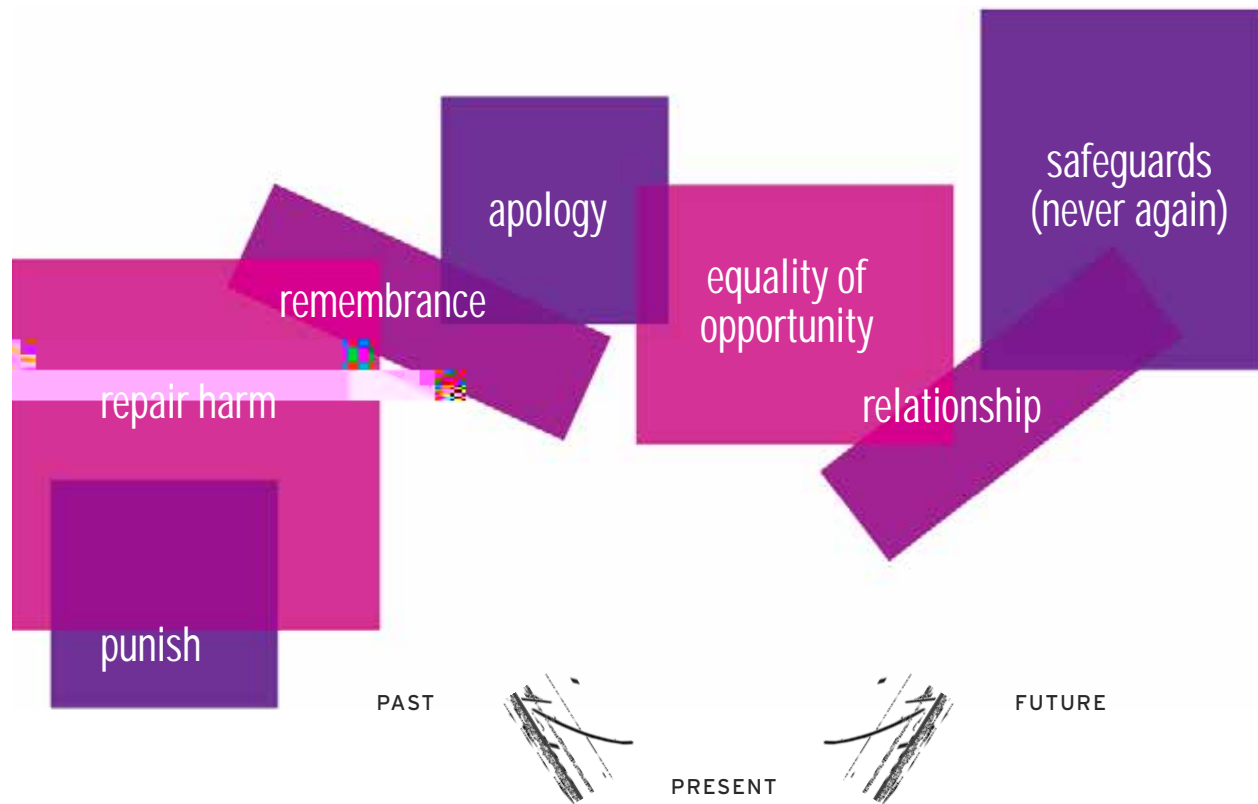 safeguards
(never again)
apology
equality of
opportunity
remembrance
relationship
repair harm
punish
PAST
FUTURE
PRESENT